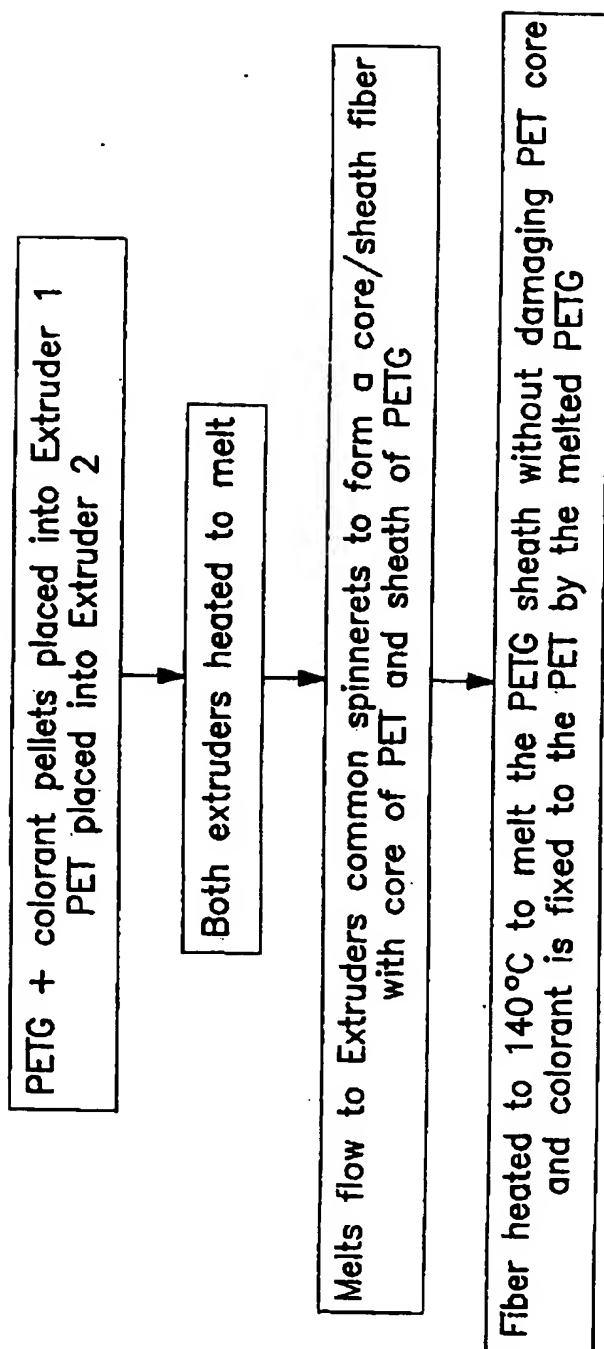 PETG + colorant pellets placed into Extruder 1
PET placed into Extruder 2
Both extruders heated to melt
Melts flow to Extruders common spinnerets to form a core/sheath fiber
with core of PET and sheath of PETG
Fiber heated to 140°C to melt the PETG sheath without damaging PET core
and colorant is fixed to the PET by the melted PETG